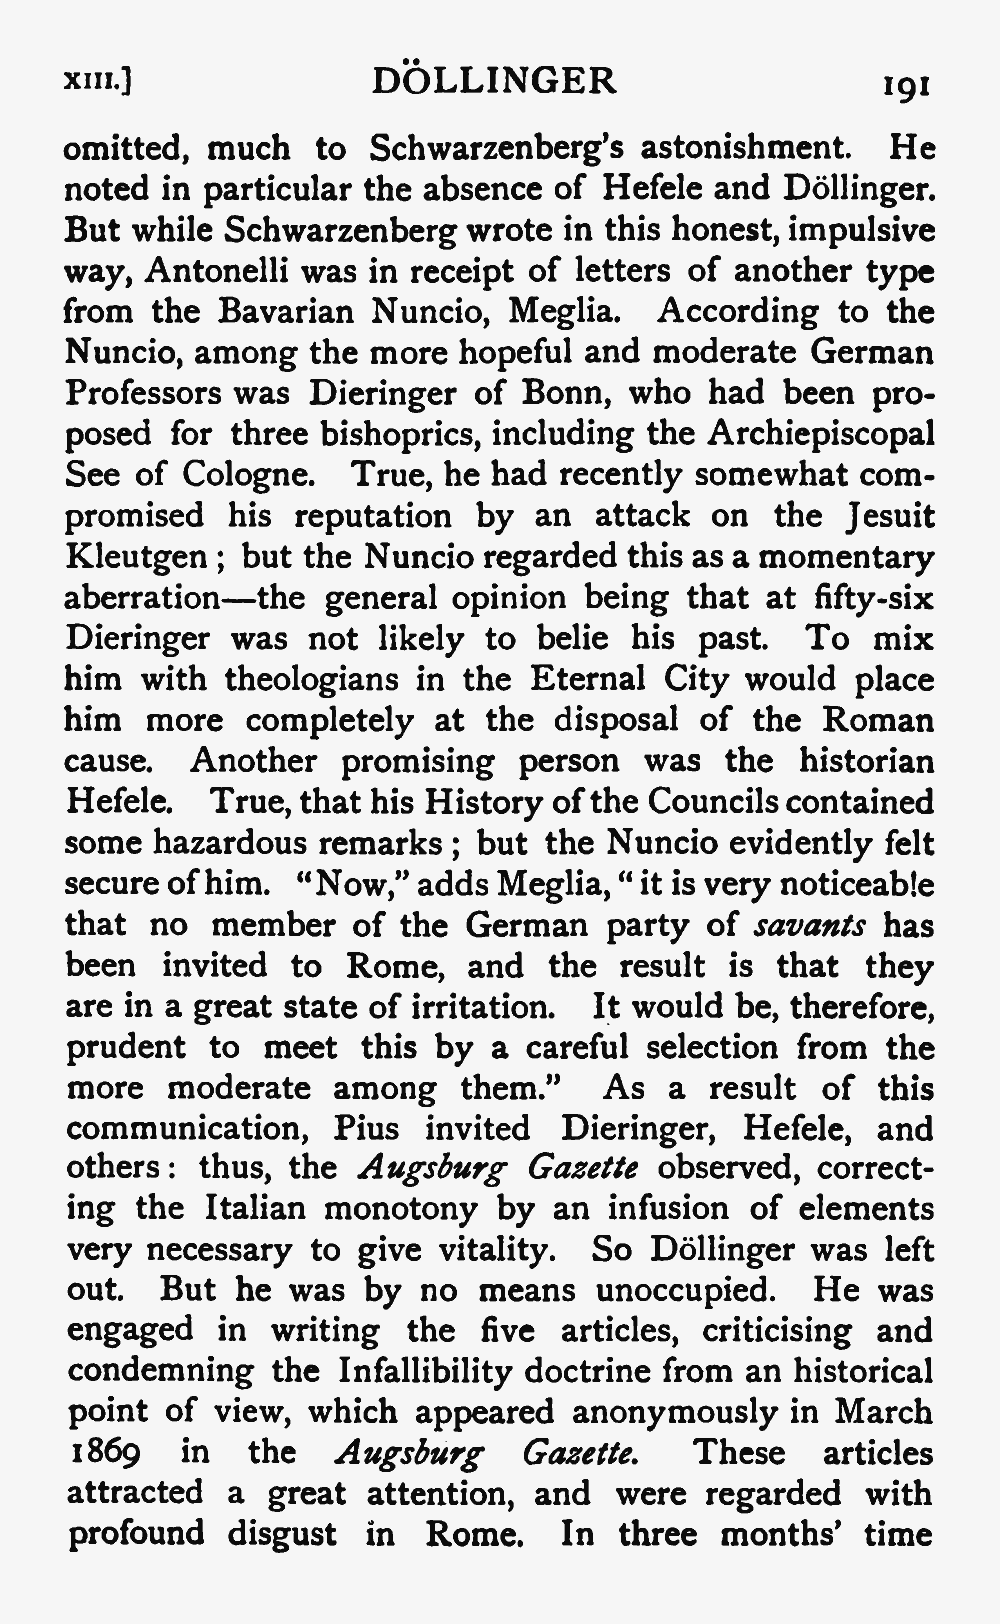 XIII.] DÖLLINGER 191
omitted, much to Schwarzenberg's astonishment. He
noted in particular the absence of Hefele and Döllinger.
But while Schwarzenberg wrote in this honest, impulsive
way, Antonelli was in receipt of letters of another type
from the Bavarian Nuncio, Meglia. According to the
Nuncio, among the more hopeful and moderate German
Professors was Dieringer of Bonn, who had been pro-
posed for three bishoprics, including the Archiepiscopal
See of Cologne. True, he had recently somewhat com-
promised his reputation by an attack on the Jesuit
Kleutgen ; but the Nuncio regarded this as a momentary
aberration—the general opinion being that at fifty-six
Dieringer was not likely to belie his past. To mix
him with theologians in the Eternal City would place
him more completely at the disposal of the Roman
cause. Another promising person was the historian
Hefele. True, that his History of the Councils contained
some hazardous remarks ; but the Nuncio evidently felt
secure of him. "Now," adds Meglia, "it is very noticeable
that no member of the German party of savants has
been invited to Rome, and the result is that they
are in a great state of irritation. It would be, therefore,
prudent to meet this by a careful selection from the
more moderate among them." As a result of this
communication, Pius invited Dieringer, Hefele, and
others : thus, the Augsburg Gazette observed, correct-
ing the Italian monotony by an infusion of elements
very necessary to give vitality. So Döllinger was left
out. But he was by no means unoccupied. He was
engaged in writing the five articles, criticising and
condemning the Infallibility doctrine from an historical
point of view, which appeared anonymously in March
1869 in the Augsburg Gazette. These articles
attracted a great attention, and were regarded with
profound disgust in Rome. In three months' time